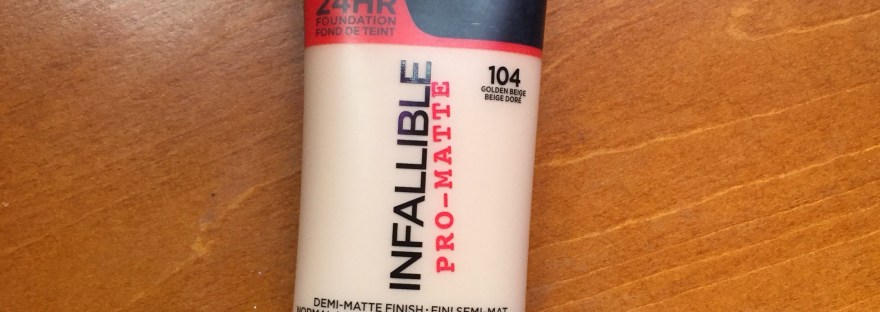 24HR
FOUNDATION
FOND DE TEINT
104
GOLDEN BEIGE
BEIGE DORÉ
INFALLIBLE
PRO-MATTE
DEMI-MATTE FINISH · FINI SEMI-MAT
NORMAL